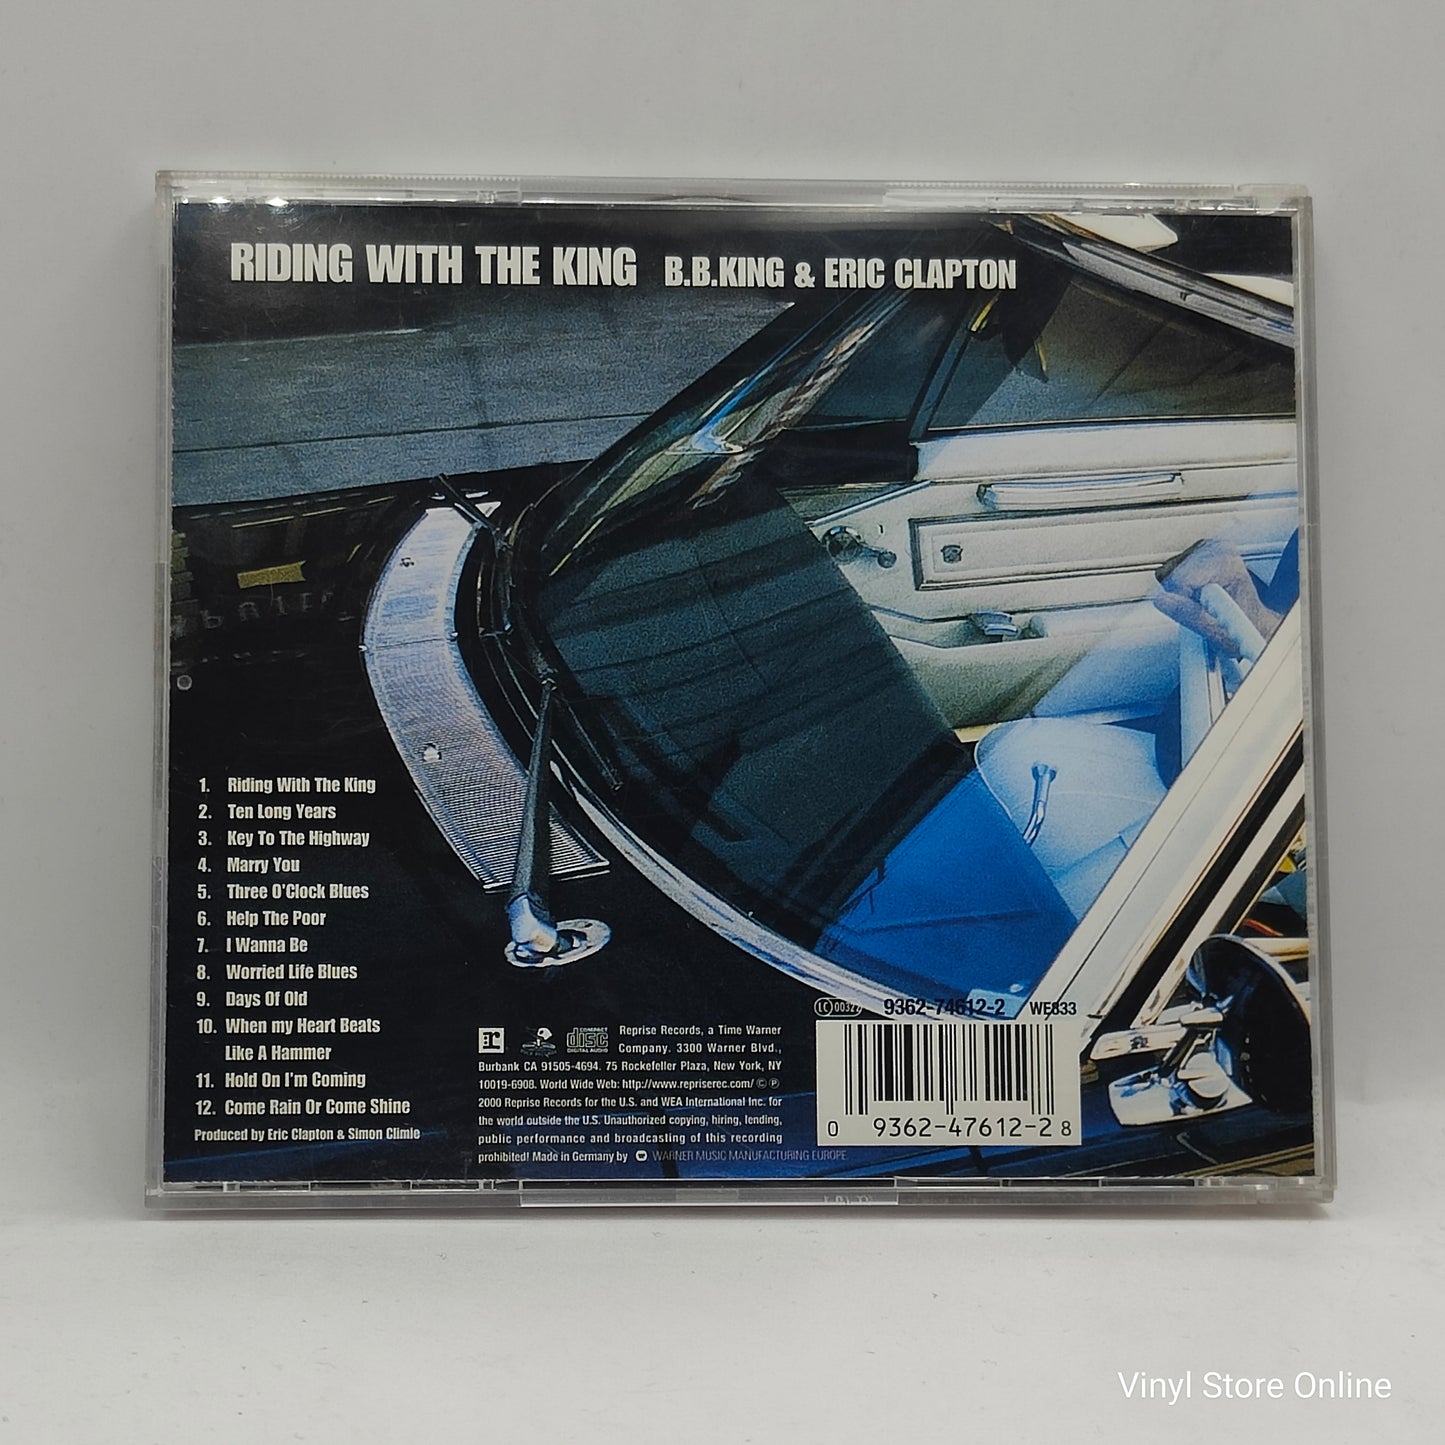 RIDING WITH THE KING B.B.KING & ERIC CLAPTON
1. Riding With The King
2. Ten Long Years
3. Key To The Highway
4. Marry You
5. Three O'Clock Blues
6. Help The Poor
7. I Wanna Be
8. Worried Life Blues
9. Days Of Old
10. When my Heart Beats
Like A Hammer
11. Hold On I'm Coming
12. Come Rain Or Come Shine
Produced by Eric Clapton & Simon Climie
COMPACT
disc
DIGITAL AUDIO
Reprise Records, a Time Warner
Company. 3300 Warner Blvd.,
Burbank CA 91505-4694. 75 Rockefeller Plaza, New York, NY
10019-6908. World Wide Web: http://www.repriserec.com/ © ℗
2000 Reprise Records for the U.S. and WEA International Inc. for
the world outside the U.S. Unauthorized copying, hiring, lending,
public performance and broadcasting of this recording
prohibited! Made in Germany by WARNER MUSIC MANUFACTURING EUROPE
LC 00322 9362-74612-2 WE833
0 9362-47612-2 8
Vinyl Store Online